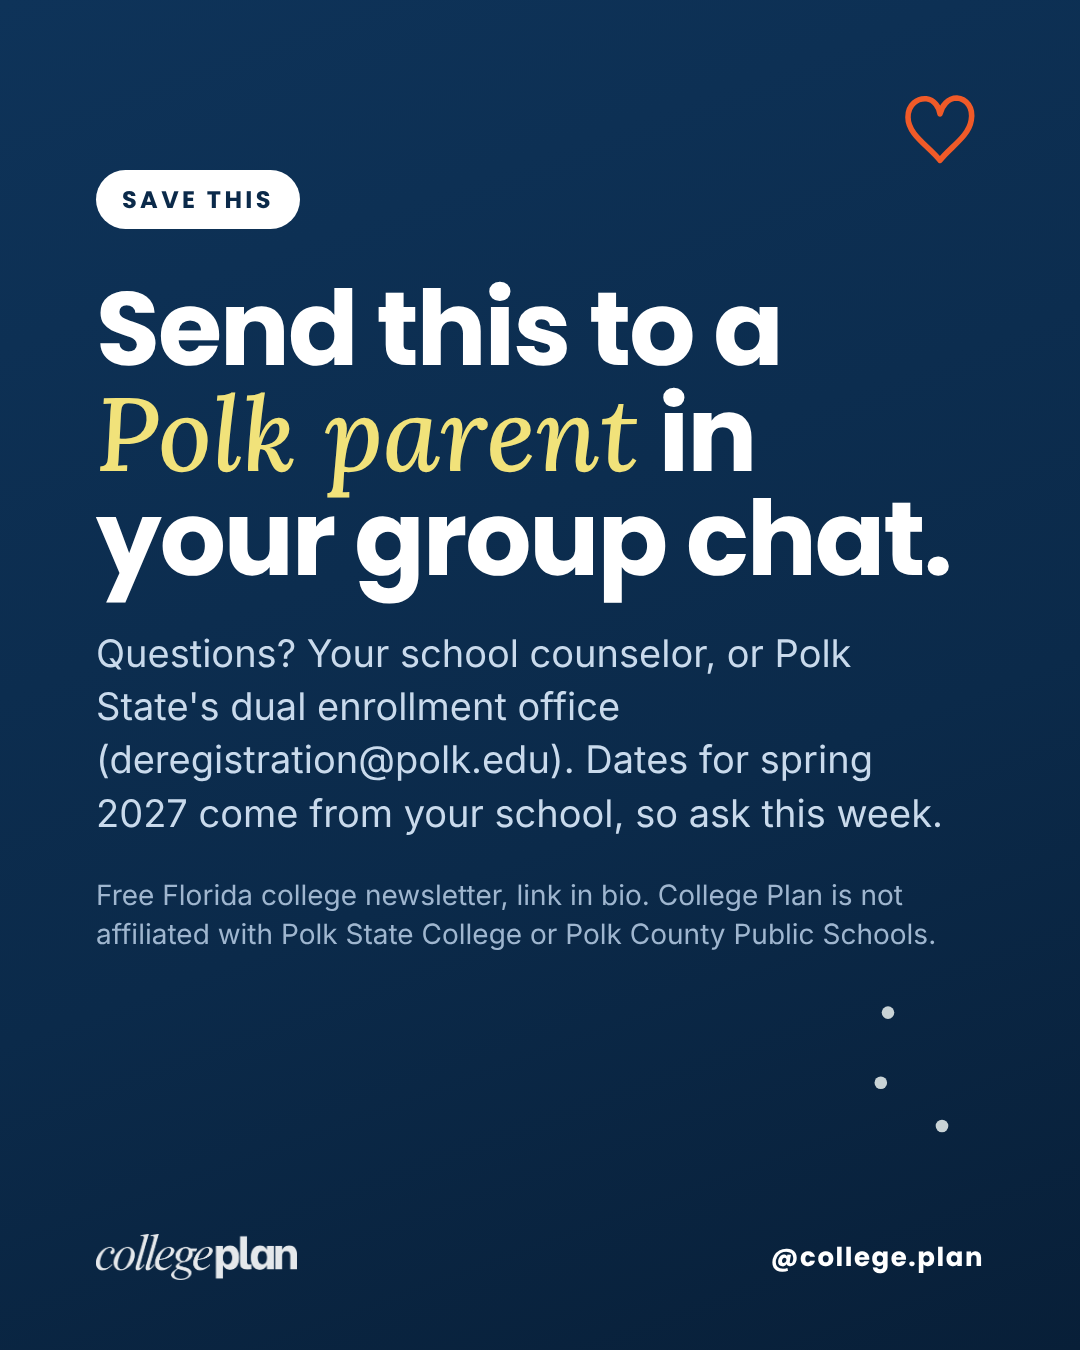 SAVE THIS
Send this to a
Polk parent in
your group chat.
Questions? Your school counselor, or Polk
State's dual enrollment office
(deregistration@polk.edu). Dates for spring
2027 come from your school, so ask this week.
Free Florida college newsletter, link in bio. College Plan is not
affiliated with Polk State College or Polk County Public Schools.
collegeplan
@college.plan